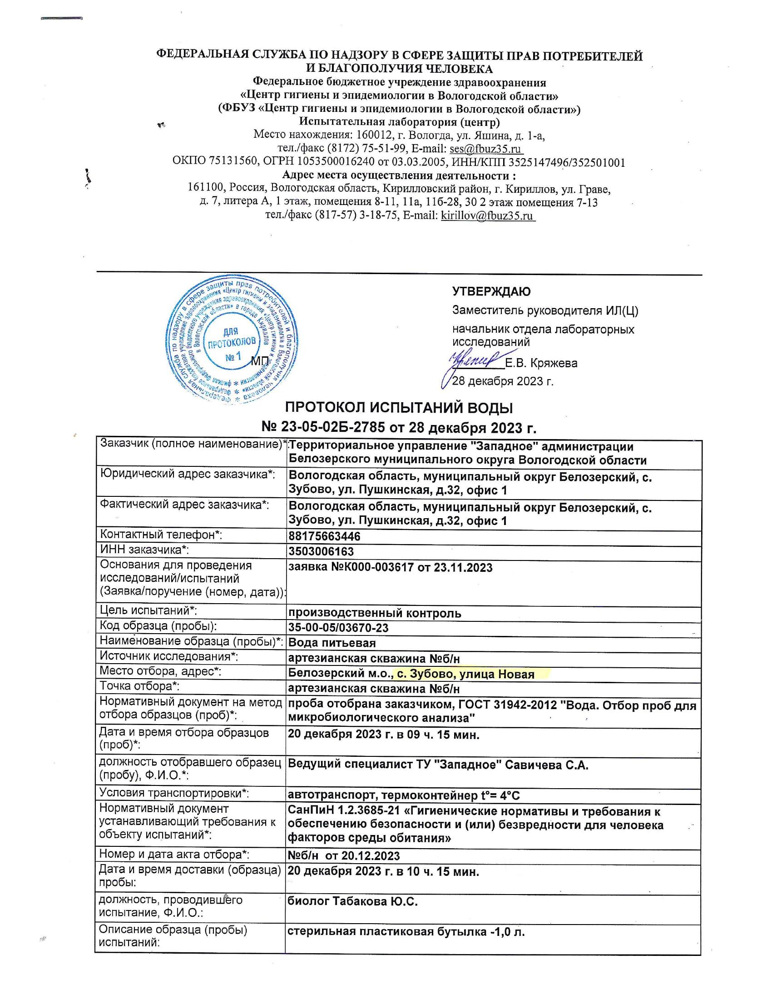 ФЕДЕРАЛЬНАЯ СЛУЖБА ПО НАДЗОРУ В СФЕРЕ ЗАЩИТЫ ПРАВ ПОТРЕБИТЕЛЕЙ
И БЛАГОПОЛУЧИЯ ЧЕЛОВЕКА
Федеральное бюджетное учреждение здравоохранения
«Центр гигиены и эпидемиологии в Вологодской области»
(ФБУЗ «Центр гигиены и эпидемиологии в Вологодской области»)
Испытательная лаборатория (центр)
Место нахождения: 160012, г. Вологда, ул. Яшина, д. 1-а,
тел./факс (8172) 75-51-99, E-mail: ses@fbuz35.ru
ОКПО 75131560, ОГРН 1053500016240 от 03.03.2005, ИНН/КПП 3525147496/352501001
Адрес места осуществления деятельности :
161100, Россия, Вологодская область, Кирилловский район, г. Кириллов, ул. Граве,
д. 7, литера А, 1 этаж, помещения 8-11, 11а, 11б-28, 30 2 этаж помещения 7-13
тел./факс (817-57) 3-18-75, E-mail: kirillov@fbuz35.ru
Федеральная служба по надзору в сфере защиты прав потребителей и благополучия человека
Федеральное бюджетное учреждение здравоохранения «Центр гигиены и эпидемиологии в Вологодской области»
филиал федерального бюджетного учреждения здравоохранения «Центр гигиены и эпидемиологии
в Вологодской области» в городе Кириллов
ДЛЯ
ПРОТОКОЛОВ
№ 1
МП
УТВЕРЖДАЮ
Заместитель руководителя ИЛ(Ц)
начальник отдела лабораторных
исследований
Е.В. Кряжева
28 декабря 2023 г.
ПРОТОКОЛ ИСПЫТАНИЙ ВОДЫ
№ 23-05-02Б-2785 от 28 декабря 2023 г.
Заказчик (полное наименование)*: Территориальное управление "Западное" администрации
Белозерского муниципального округа Вологодской области
Юридический адрес заказчика*: Вологодская область, муниципальный округ Белозерский, с.
Зубово, ул. Пушкинская, д.32, офис 1
Фактический адрес заказчика*: Вологодская область, муниципальный округ Белозерский, с.
Зубово, ул. Пушкинская, д.32, офис 1
Контактный телефон*: 88175663446
ИНН заказчика*: 3503006163
Основания для проведения заявка №К000-003617 от 23.11.2023
исследований/испытаний
(Заявка/поручение (номер, дата)):
Цель испытаний*: производственный контроль
Код образца (пробы): 35-00-05/03670-23
Наименование образца (пробы)*: Вода питьевая
Источник исследования*: артезианская скважина №б/н
Место отбора, адрес*: Белозерский м.о., с. Зубово, улица Новая
Точка отбора*: артезианская скважина №б/н
Нормативный документ на метод проба отобрана заказчиком, ГОСТ 31942-2012 "Вода. Отбор проб для
отбора образцов (проб)*: микробиологического анализа"
Дата и время отбора образцов 20 декабря 2023 г. в 09 ч. 15 мин.
(проб)*:
должность отобравшего образец Ведущий специалист ТУ "Западное" Савичева С.А.
(пробу), Ф.И.О.*:
Условия транспортировки*: автотранспорт, термоконтейнер t°= 4°С
Нормативный документ СанПиН 1.2.3685-21 «Гигиенические нормативы и требования к
устанавливающий требования к обеспечению безопасности и (или) безвредности для человека
объекту испытаний*: факторов среды обитания»
Номер и дата акта отбора*: №б/н от 20.12.2023
Дата и время доставки (образца) 20 декабря 2023 г. в 10 ч. 15 мин.
пробы:
должность, проводившего биолог Табакова Ю.С.
испытание, Ф.И.О.:
Описание образца (пробы) стерильная пластиковая бутылка -1,0 л.
испытаний: